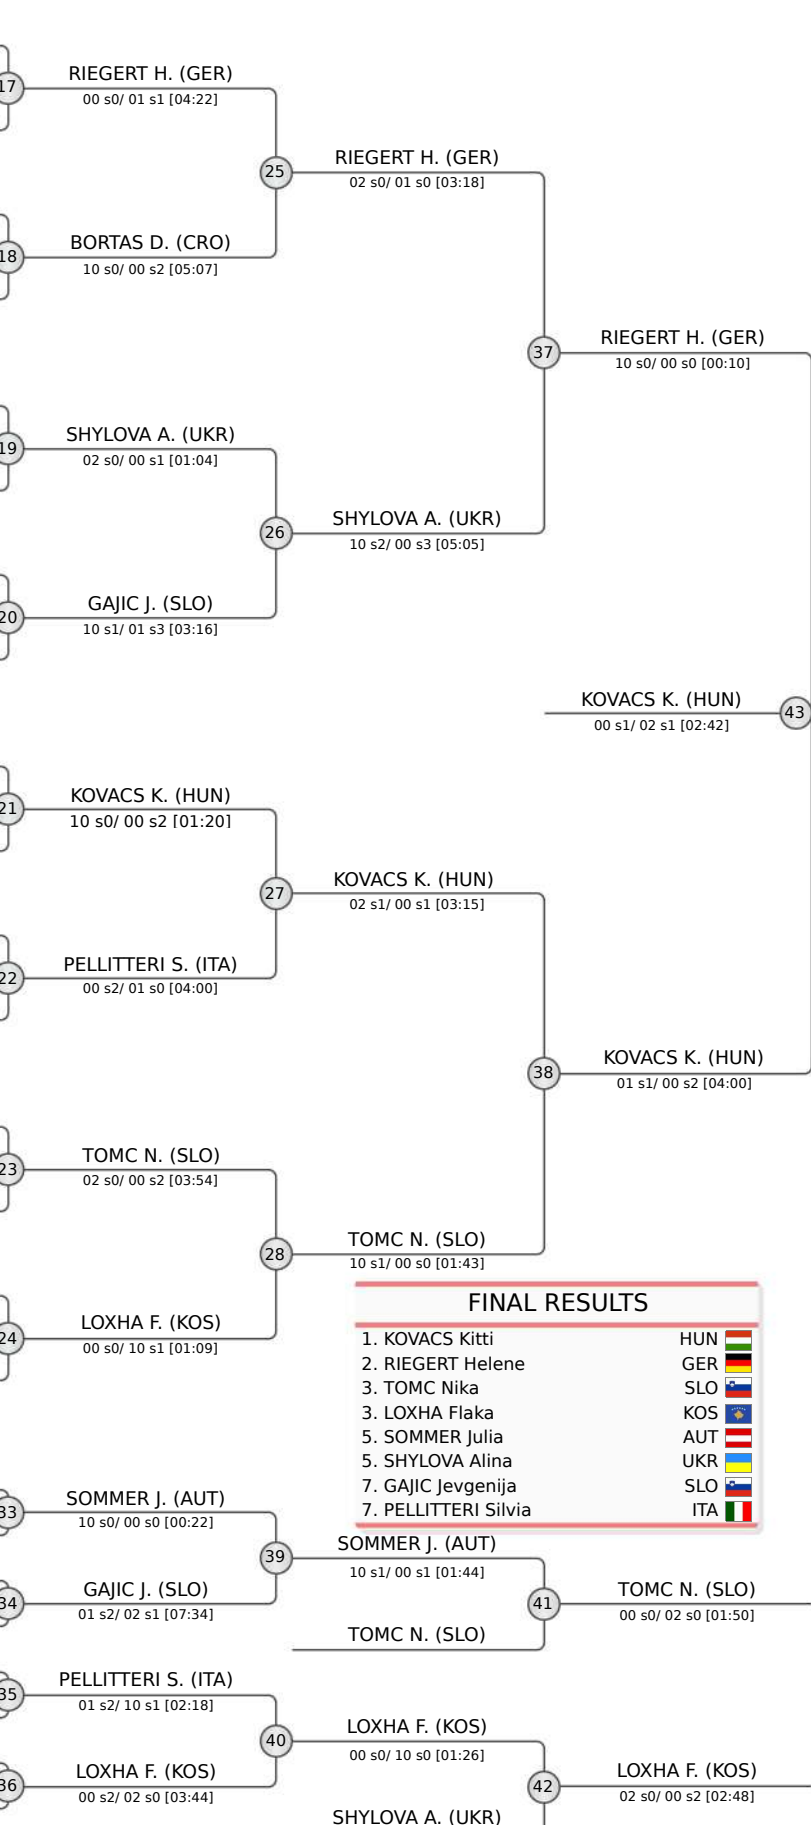 17
RIEGERT H. (GER)
00 s0/ 01 s1 [04:22]
25
RIEGERT H. (GER)
02 s0/ 01 s0 [03:18]
18
BORTAS D. (CRO)
10 s0/ 00 s2 [05:07]
37
RIEGERT H. (GER)
10 s0/ 00 s0 [00:10]
19
SHYLOVA A. (UKR)
02 s0/ 00 s1 [01:04]
26
SHYLOVA A. (UKR)
10 s2/ 00 s3 [05:05]
20
GAJIC J. (SLO)
10 s1/ 01 s3 [03:16]
KOVACS K. (HUN)
00 s1/ 02 s1 [02:42]
43
21
KOVACS K. (HUN)
10 s0/ 00 s2 [01:20]
27
KOVACS K. (HUN)
02 s1/ 00 s1 [03:15]
22
PELLITTERI S. (ITA)
00 s2/ 01 s0 [04:00]
38
KOVACS K. (HUN)
01 s1/ 00 s2 [04:00]
23
TOMC N. (SLO)
02 s0/ 00 s2 [03:54]
28
TOMC N. (SLO)
10 s1/ 00 s0 [01:43]
24
LOXHA F. (KOS)
00 s0/ 10 s1 [01:09]
FINAL RESULTS
1. KOVACS Kitti HUN
2. RIEGERT Helene GER
3. TOMC Nika SLO
3. LOXHA Flaka KOS
5. SOMMER Julia AUT
5. SHYLOVA Alina UKR
7. GAJIC Jevgenija SLO
7. PELLITTERI Silvia ITA
33
SOMMER J. (AUT)
10 s0/ 00 s0 [00:22]
39
SOMMER J. (AUT)
10 s1/ 00 s1 [01:44]
34
GAJIC J. (SLO)
01 s2/ 02 s1 [07:34]
41
TOMC N. (SLO)
00 s0/ 02 s0 [01:50]
TOMC N. (SLO)
35
PELLITTERI S. (ITA)
01 s2/ 10 s1 [02:18]
40
LOXHA F. (KOS)
00 s0/ 10 s0 [01:26]
36
LOXHA F. (KOS)
00 s2/ 02 s0 [03:44]
42
LOXHA F. (KOS)
02 s0/ 00 s2 [02:48]
SHYLOVA A. (UKR)